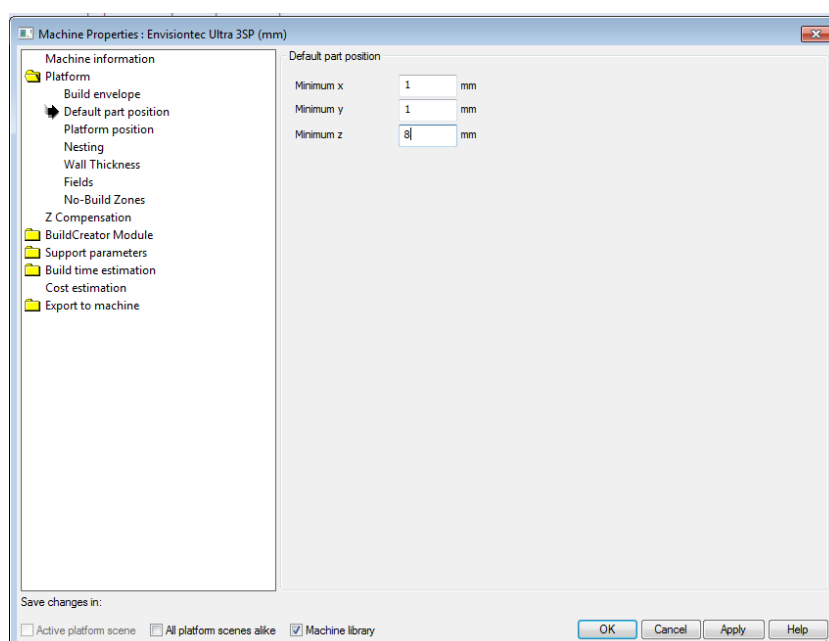 Machine Properties : Envisiontec Ultra 3SP (mm)
Machine information
Platform
Build envelope
Default part position
Platform position
Nesting
Wall Thickness
Fields
No-Build Zones
Z Compensation
BuildCreator Module
Support parameters
Build time estimation
Cost estimation
Export to machine
Default part position
Minimum x 1 mm
Minimum y 1 mm
Minimum z 8 mm
Save changes in:
Active platform scene All platform scenes alike Machine library OK Cancel Apply Help